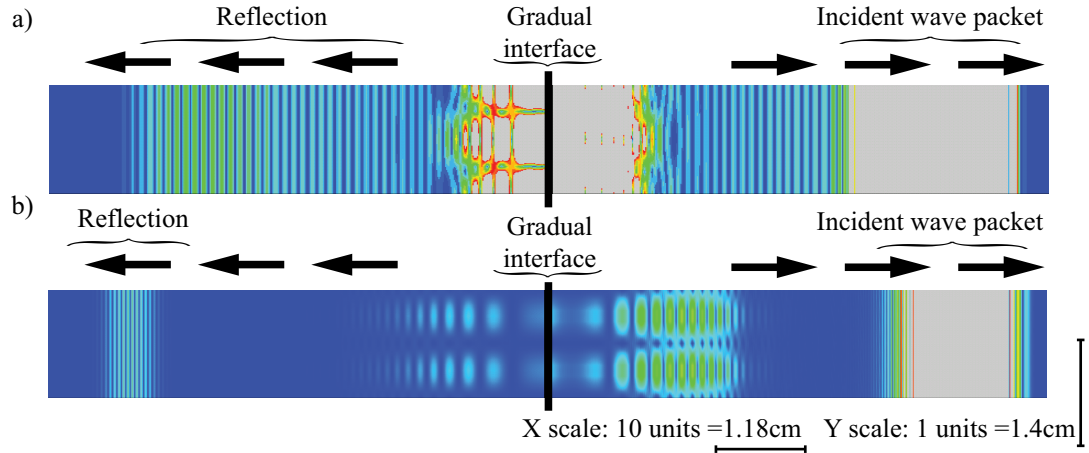 a)
Reflection
Gradual
interface
Incident wave packet
b)
Reflection
Gradual
interface
Incident wave packet
X scale: 10 units =1.18cm
Y scale: 1 units =1.4cm